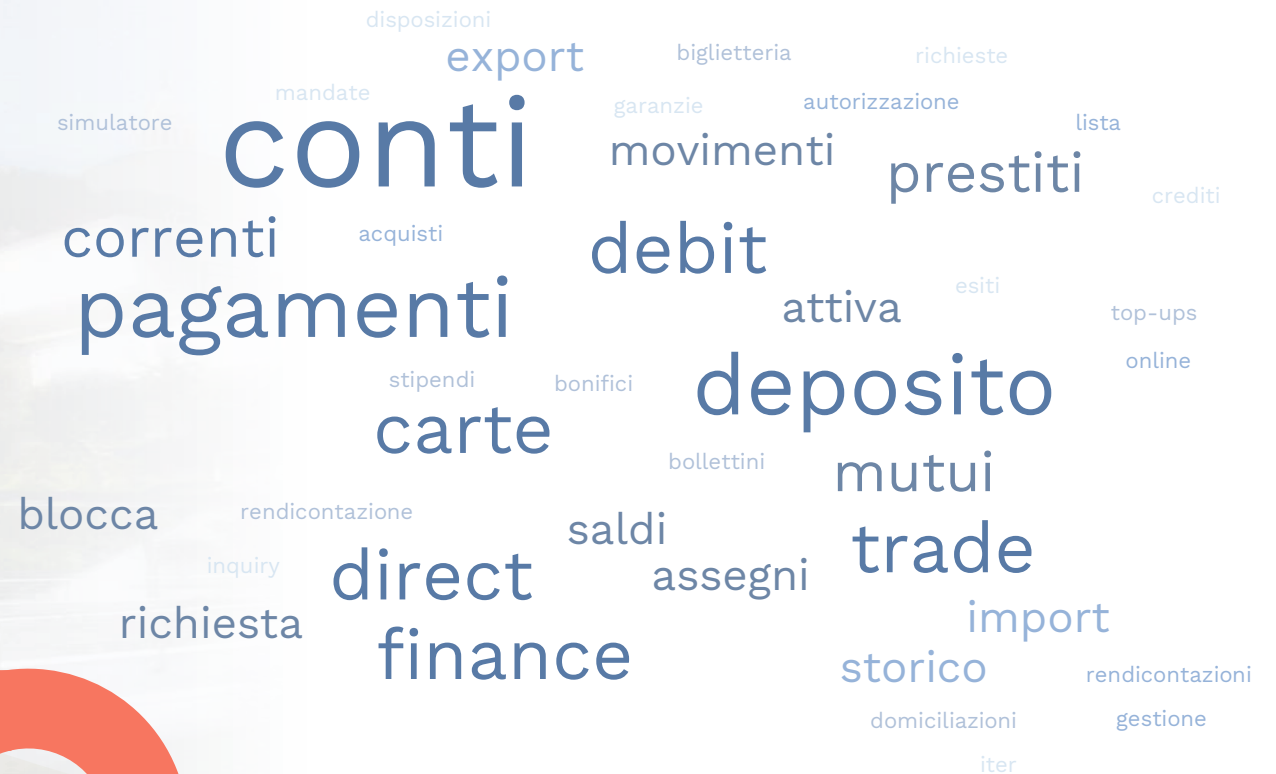 disposizioni
export
biglietteria
richieste
mandate
garanzie
autorizzazione
simulatore
conti
lista
movimenti
prestiti
crediti
correnti
acquisti
debit
pagamenti
attiva
esiti
top-ups
online
stipendi
bonifici
deposito
carte
bollettini
mutui
blocca
rendicontazione
saldi
trade
inquiry
direct
assegni
richiesta
import
finance
storico
rendicontazioni
domiciliazioni
gestione
iter